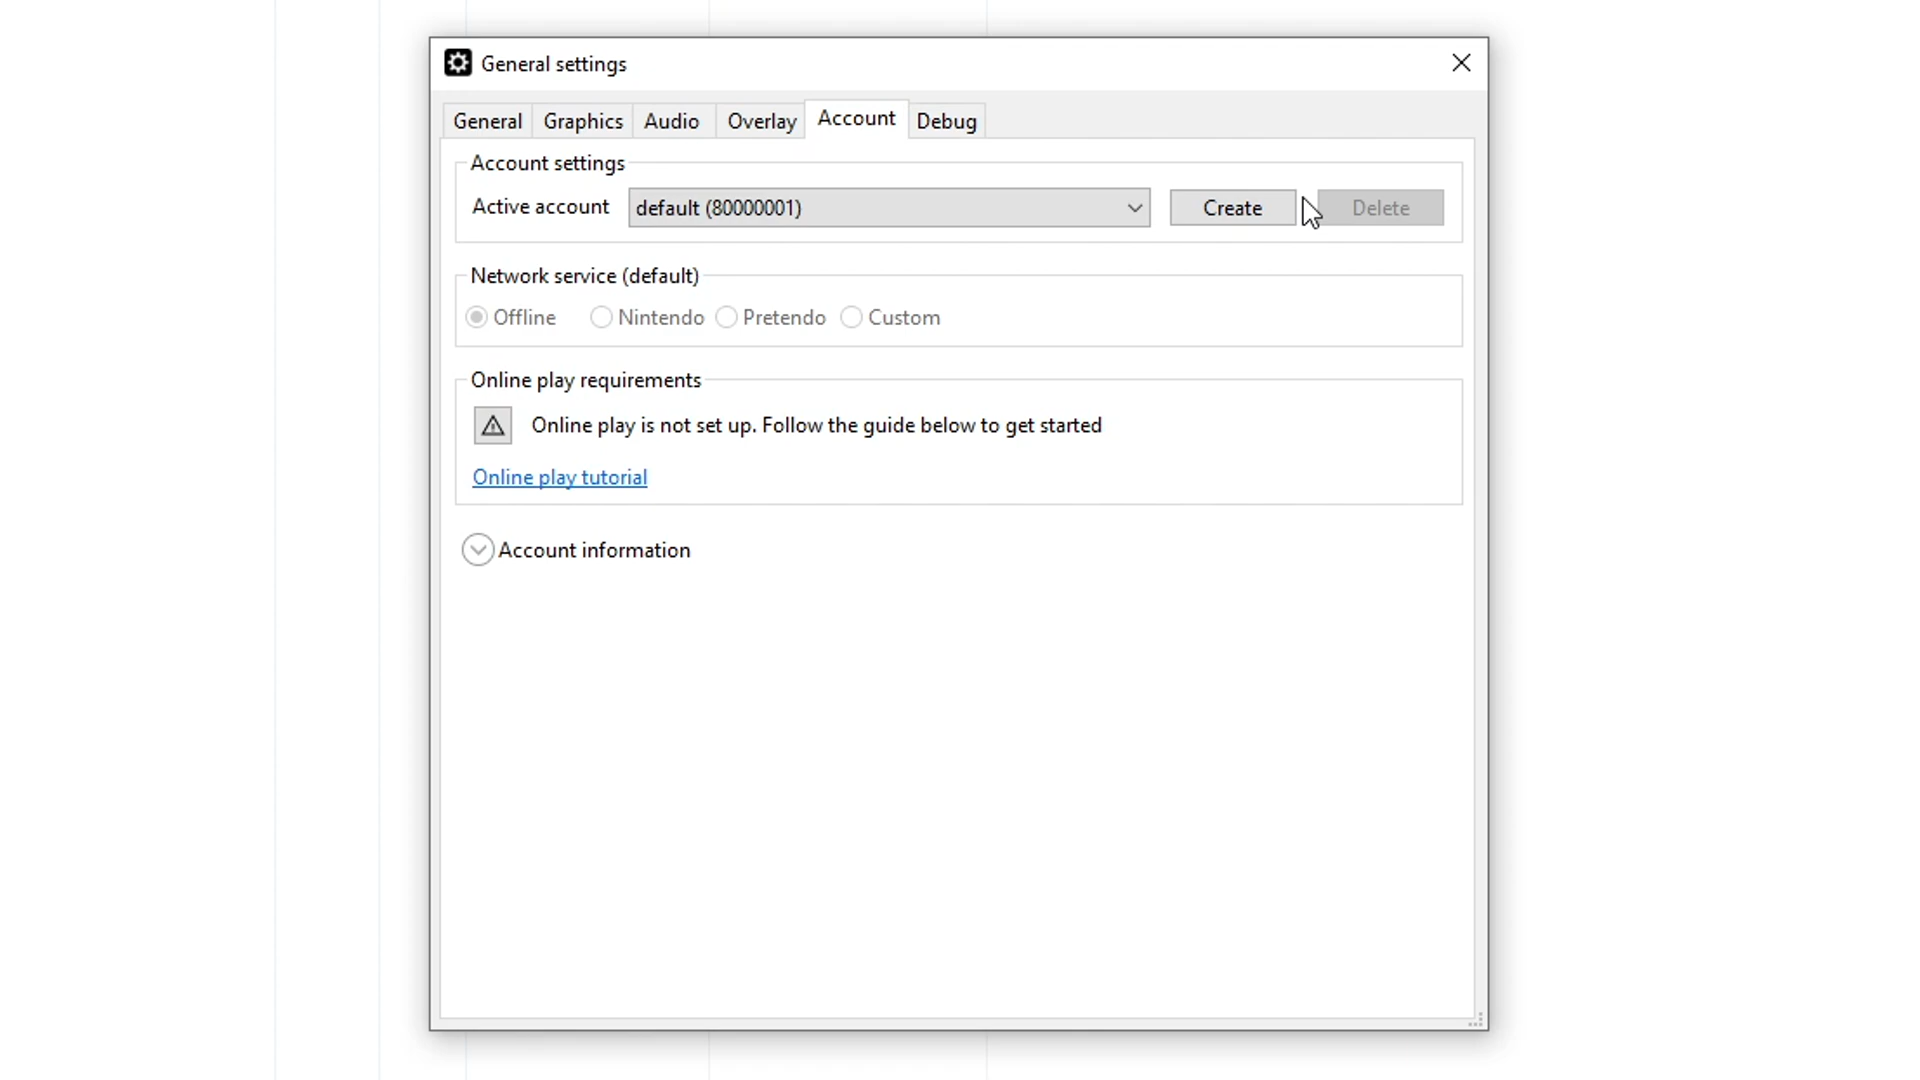 General settings
General Graphics Audio Overlay Account Debug
Account settings
Active account default (80000001) Create Delete
Network service (default)
Offline Nintendo Pretendo Custom
Online play requirements
Online play is not set up. Follow the guide below to get started
Online play tutorial
Account information